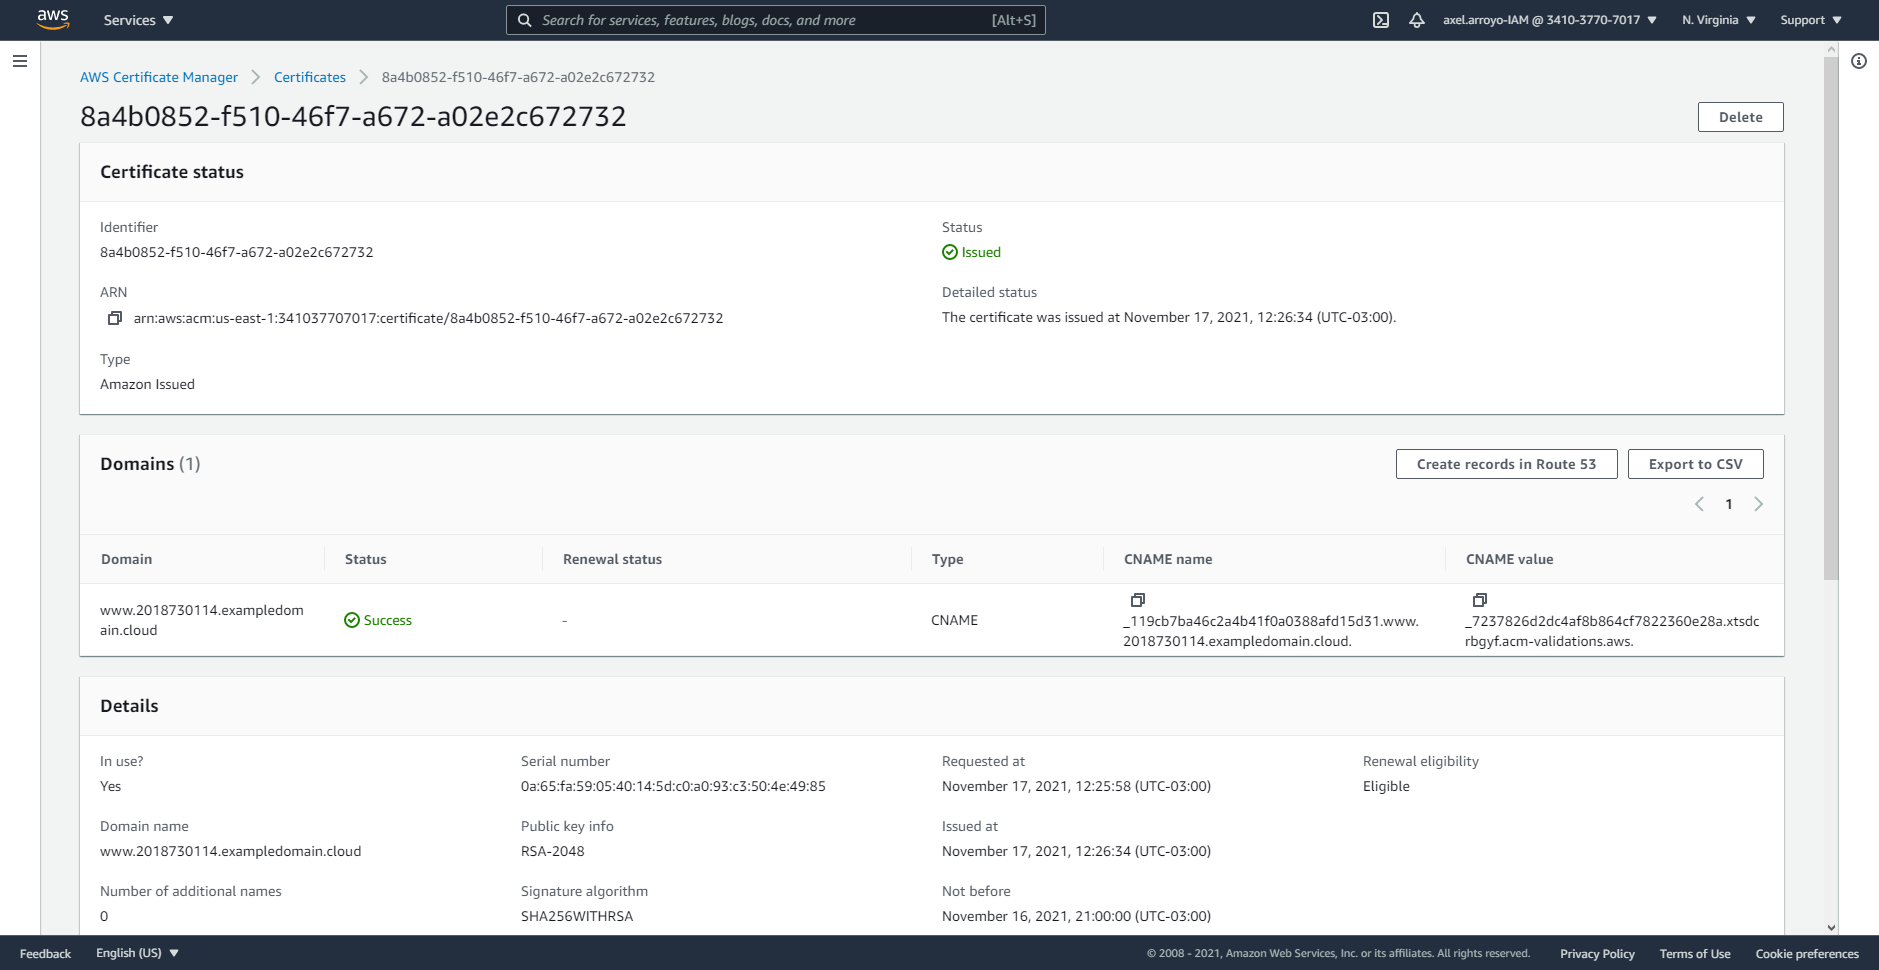 aws
Services
Search for services, features, blogs, docs, and more
[Alt+S]
axel.arroyo-IAM @ 3410-3770-7017
N. Virginia
Support
AWS Certificate Manager
Certificates
8a4b0852-f510-46f7-a672-a02e2c672732
8a4b0852-f510-46f7-a672-a02e2c672732
Delete
Certificate status
Identifier
8a4b0852-f510-46f7-a672-a02e2c672732
Status
Issued
ARN
arn:aws:acm:us-east-1:341037707017:certificate/8a4b0852-f510-46f7-a672-a02e2c672732
Detailed status
The certificate was issued at November 17, 2021, 12:26:34 (UTC-03:00).
Type
Amazon Issued
Domains (1)
Create records in Route 53
Export to CSV
1
Domain
Status
Renewal status
Type
CNAME name
CNAME value
www.2018730114.exampledom
ain.cloud
Success
-
CNAME
_119cb7ba46c2a4b41f0a0388afd15d31.www.
2018730114.exampledomain.cloud.
_7237826d2dc4af8b864cf7822360e28a.xtsdc
rbgyf.acm-validations.aws.
Details
In use?
Yes
Serial number
0a:65:fa:59:05:40:14:5d:c0:a0:93:c3:50:4e:49:85
Requested at
November 17, 2021, 12:25:58 (UTC-03:00)
Renewal eligibility
Eligible
Domain name
www.2018730114.exampledomain.cloud
Public key info
RSA-2048
Issued at
November 17, 2021, 12:26:34 (UTC-03:00)
Number of additional names
0
Signature algorithm
SHA256WITHRSA
Not before
November 16, 2021, 21:00:00 (UTC-03:00)
Feedback
English (US)
© 2008 - 2021, Amazon Web Services, Inc. or its affiliates. All rights reserved.
Privacy Policy
Terms of Use
Cookie preferences